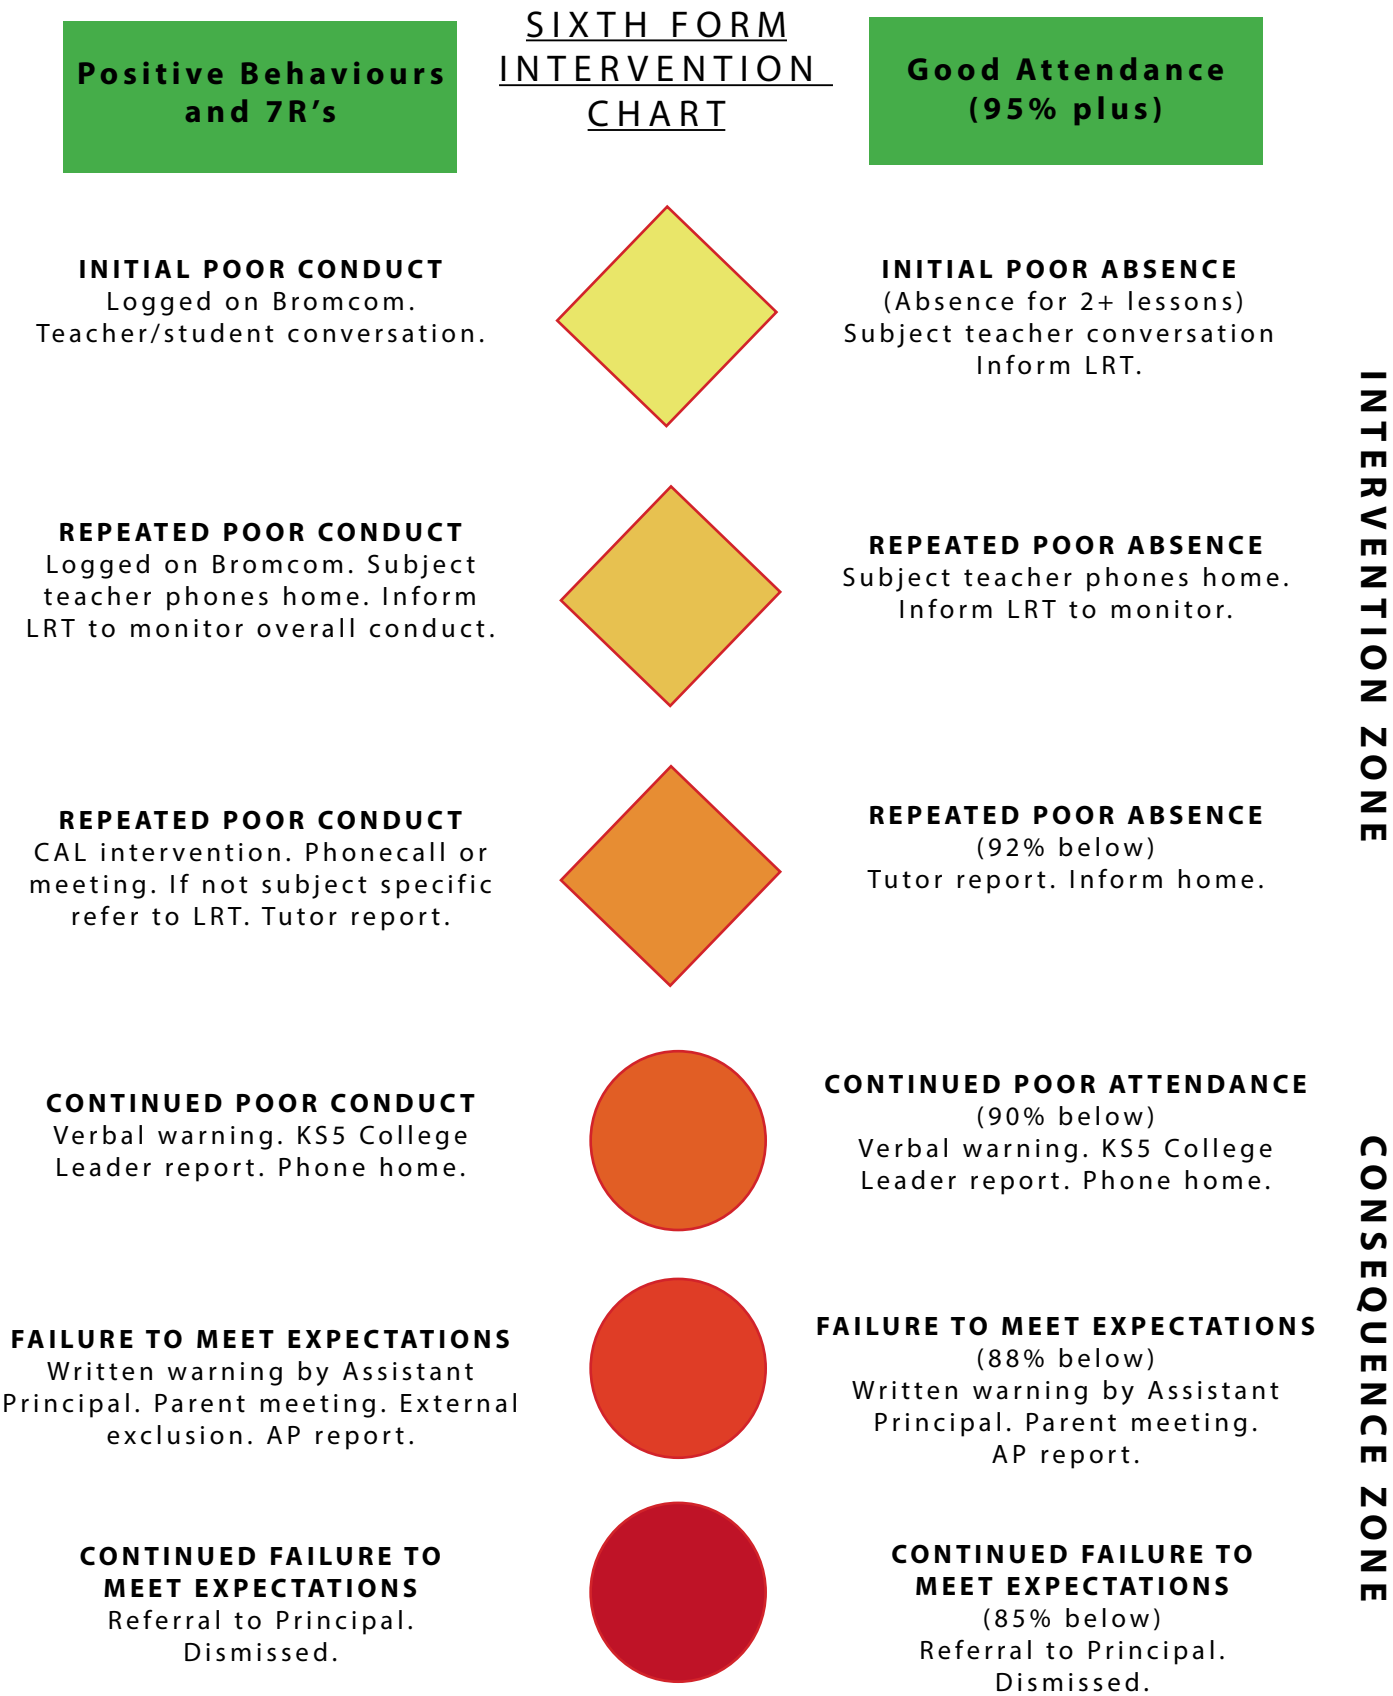 SIXTH FORM
INTERVENTION
CHART
Positive Behaviours
and 7R's
Good Attendance
(95% plus)
INITIAL POOR CONDUCT
Logged on Bromcom.
Teacher/student conversation.
INITIAL POOR ABSENCE
(Absence for 2+ lessons)
Subject teacher conversation
Inform LRT.
REPEATED POOR CONDUCT
Logged on Bromcom. Subject
teacher phones home. Inform
LRT to monitor overall conduct.
REPEATED POOR ABSENCE
Subject teacher phones home.
Inform LRT to monitor.
REPEATED POOR CONDUCT
CAL intervention. Phonecall or
meeting. If not subject specific
refer to LRT. Tutor report.
REPEATED POOR ABSENCE
(92% below)
Tutor report. Inform home.
INTERVENTION ZONE
CONTINUED POOR CONDUCT
Verbal warning. KS5 College
Leader report. Phone home.
CONTINUED POOR ATTENDANCE
(90% below)
Verbal warning. KS5 College
Leader report. Phone home.
FAILURE TO MEET EXPECTATIONS
Written warning by Assistant
Principal. Parent meeting. External
exclusion. AP report.
FAILURE TO MEET EXPECTATIONS
(88% below)
Written warning by Assistant
Principal. Parent meeting.
AP report.
CONTINUED FAILURE TO
MEET EXPECTATIONS
Referral to Principal.
Dismissed.
CONTINUED FAILURE TO
MEET EXPECTATIONS
(85% below)
Referral to Principal.
Dismissed.
CONSEQUENCE ZONE